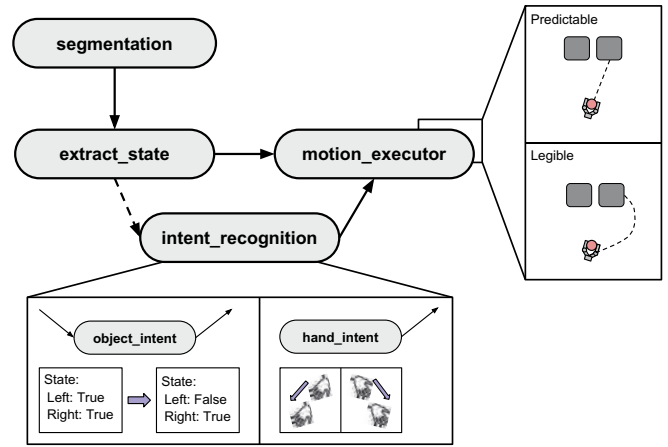 segmentation
extract_state
motion_executor
intent_recognition
Predictable
Legible
object_intent
State:
Left: True
Right: True
State:
Left: False
Right: True
hand_intent